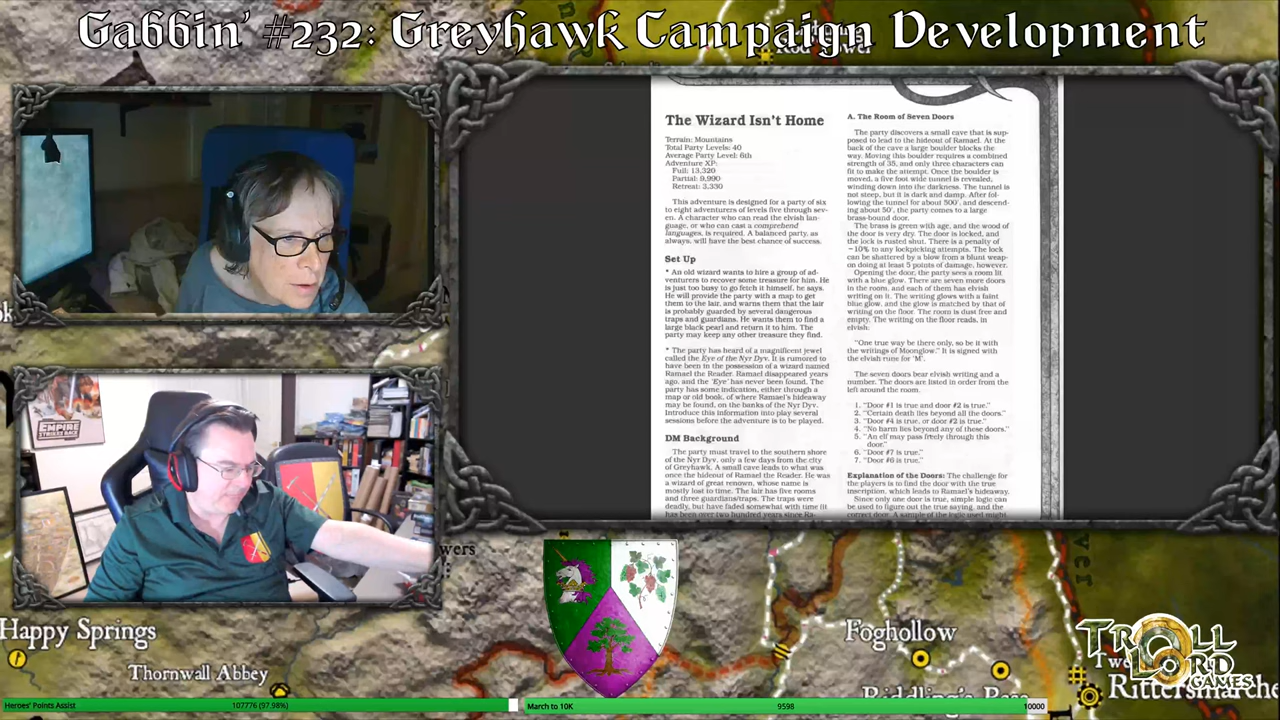 Gabbin' #232: Greyhawk Campaign Development
EMPIRE
STRIKES BACK
The Wizard Isn't Home
Terrain: Mountains
Total Party Levels: 40
Average Party Level: 6th
Adventure XP:
Full: 13,320
Partial: 9,990
Retreat: 3,330
This adventure is designed for a party of six
to eight adventurers of levels five through sev-
en. A character who can read the elvish lan-
guage, or who can cast a comprehend
languages, is required. A balanced party, as
always, will have the best chance of success.
Set Up
* An old wizard wants to hire a group of ad-
venturers to recover some treasure for him. He
is just too busy to go fetch it himself, he says.
He will provide the party with a map to get
them to the lair, and warns them that the lair
is probably guarded by several dangerous
traps and guardians. He wants them to find a
large black pearl and return it to him. The
party may keep any other treasure they find.
* The party has heard of a magnificent jewel
called the Eye of the Nyr Dyv. It is rumored to
have been in the possession of a wizard named
Ramael the Reader. Ramael disappeared years
ago, and the 'Eye' has never been found. The
party has some indication, either through a
map or old book, of where Ramael's hideaway
may be found, on the banks of the Nyr Dyv.
Introduce this information into play several
sessions before the adventure is to be played.
DM Background
The party must travel to the southern shore
of the Nyr Dyv, only a few days from the city
of Greyhawk. A small cave leads to what was
once the hideout of Ramael the Reader. He was
a wizard of great renown, whose name is
mostly lost to time. The lair has five rooms
and three guardians/traps. The traps were
deadly, but have faded somewhat with time (it
has been over two hundred years since Ra-
A. The Room of Seven Doors
The party discovers a small cave that is sup-
posed to lead to the hideout of Ramael. At the
back of the cave a large boulder blocks the
way. Moving this boulder requires a combined
strength of 35, and only three characters can
fit to make the attempt. Once the boulder is
moved, a five foot wide tunnel is revealed,
winding down into the darkness. The tunnel is
not steep, but it is dark and damp. After fol-
lowing the tunnel for about 500', and descend-
ing about 50', the party comes to a large
brass-bound door.
The brass is green with age, and the wood of
the door is very dry. The door is locked, and
the lock is rusted shut. There is a penalty of
-10% to any lockpicking attempts. The lock
can be shattered by a blow from a blunt weap-
on doing at least 5 points of damage, however.
Opening the door, the party sees a room lit
with a blue glow. There are seven more doors
in the room, and each of them has elvish
writing on it. The writing glows with a faint
blue glow, and the glow is matched by that of
writing on the floor. The room is dust free and
empty. The writing on the floor reads, in
elvish:
"One true way be there only, so be it with
the writings of Moonglow." It is signed with
the elvish rune for 'M'.
The seven doors bear elvish writing and a
number. The doors are listed in order from the
left around the room.
1. "Door #1 is true and door #2 is true."
2. "Certain death lies beyond all the doors."
3. "Door #4 is true, or door #2 is true."
4. "No harm lies beyond any of these doors."
5. "An elf may pass freely through this
door."
6. "Door #7 is true."
7. "Door #6 is true."
Explanation of the Doors: The challenge for
the players is to find the door with the true
inscription, which leads to Ramael's hideaway.
Since only one door is true, simple logic can
be used to figure out the true saying, and the
correct door. A sample of the logic used might
Happy Springs
Thornwall Abbey
Foghollow
TROLL
LORD
GAMES
Heroes' Points Assist
107776 (97.98%)
March to 10K
9598
10000